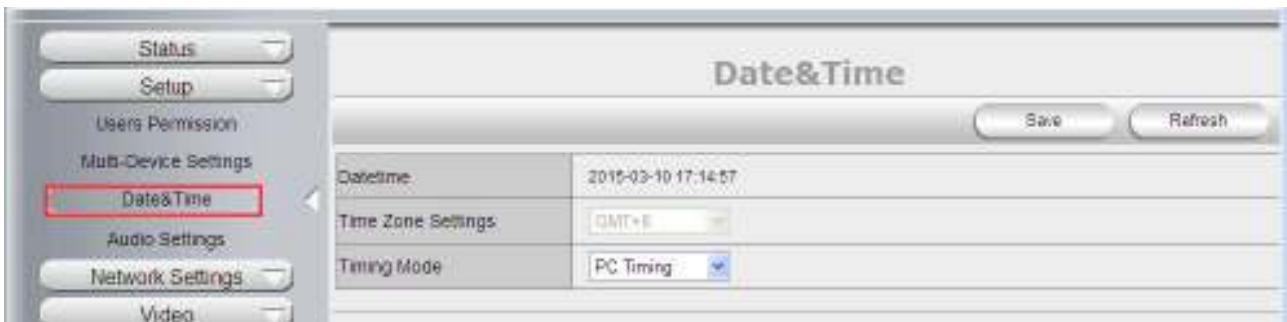 Status
Setup
Users Permission
Multi-Device Settings
Date&Time
Audio Settings
Network Settings
Video
Date&Time
Save Refresh
Datetime 2015-03-10 17:14:57
Time Zone Settings
Timing Mode PC Timing